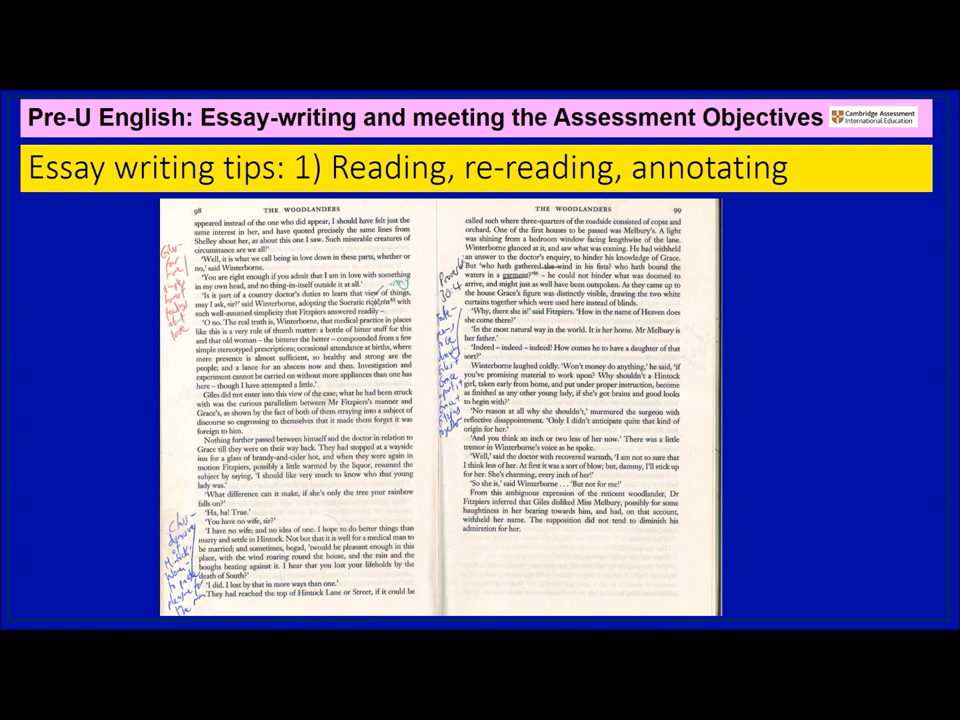 Pre-U English: Essay-writing and meeting the Assessment Objectives
Cambridge Assessment
International Education
Essay writing tips: 1) Reading, re-reading, annotating
98 THE WOODLANDERS
appeared instead of the one who did appear, I should have felt just the
same interest in her, and have quoted precisely the same lines from
Shelley about her, as about this one I saw. Such miserable creatures of
circumstance are we all!'
'Well, it is what we call being in love down in these parts, whether or
no,' said Winterborne.
'You are right enough if you admit that I am in love with something
in my own head, and no thing-in-itself outside it at all.'
'Is it part of a country doctor's duties to learn that view of things,
may I ask, sir?' said Winterborne, adopting the Socratic with
such well-assumed simplicity that Fitzpiers answered readily –
'O no. The real truth is, Winterborne, that medical practice in places
like this is a very rule of thumb matter: a bottle of bitter stuff for this
and that old woman – the bitterer the better – compounded from a few
simple stereotyped prescriptions; occasional attendance at births, where
mere presence is almost sufficient, so healthy and strong are the
people; and a lance for an abscess now and then. Investigation and
experiment cannot be carried on without more appliances than one has
here – though I have attempted a little.'
Giles did not enter into this view of the case; what he had been struck
with was the curious parallelism between Mr Fitzpiers's manner and
Grace's, as shown by the fact of both of them straying into a subject of
discourse so engrossing to themselves that it made them forget it was
foreign to him.
Nothing further passed between himself and the doctor in relation to
Grace till they were on their way back. They had stopped at a wayside
inn for a glass of brandy-and-cider hot, and when they were again in
motion Fitzpiers, possibly a little warmed by the liquor, resumed the
subject by saying, 'I should like very much to know who that young
lady was.'
'What difference can it make, if she's only the tree your rainbow
falls on?'
'Ha, ha! True.'
'You have no wife, sir?'
'I have no wife; and no idea of one. I hope to do better things than
marry and settle in Hintock. Not but that it is well for a medical man to
be married; and sometimes, begad, 'twould be pleasant enough in this
place, with the wind roaring round the house, and the rain and the
boughs beating against it. I hear that you lost your lifeholds by the
death of South?'
'I did. I lost by that in more ways than one.'
They had reached the top of Hintock Lane or Street, if it could be
THE WOODLANDERS 99
called such where three-quarters of the roadside consisted of copse and
orchard. One of the first houses to be passed was Melbury's. A light
was shining from a bedroom window facing lengthwise of the lane.
Winterborne glanced at it, and saw what was coming. He had withheld
an answer to the doctor's enquiry, to hinder his knowledge of Grace.
But 'who hath gathered the wind in his fists? who hath bound the
waters in a garment?' – he could not hinder what was doomed to
arrive, and might just as well have been outspoken. As they came up to
the house Grace's figure was distinctly visible, drawing the two white
curtains together which were used here instead of blinds.
'Why, there she is!' said Fitzpiers. 'How in the name of Heaven does
she come there?'
'In the most natural way in the world. It is her home. Mr Melbury is
her father.'
'Indeed – indeed – indeed! How comes he to have a daughter of that
sort?'
Winterborne laughed coldly. 'Won't money do anything,' he said, 'if
you've promising material to work upon? Why shouldn't a Hintock
girl, taken early from home, and put under proper instruction, become
as finished as any other young lady, if she's got brains and good looks
to begin with?'
'No reason at all why she shouldn't,' murmured the surgeon with
reflective disappointment. 'Only I didn't anticipate quite that kind of
origin for her.'
'And you think an inch or two less of her now.' There was a little
tremor in Winterborne's voice as he spoke.
'Well,' said the doctor with recovered warmth, 'I am not so sure that
I think less of her. At first it was a sort of blow; but, dammy, I'll stick up
for her. She's charming, every inch of her!'
'So she is,' said Winterborne . . . 'But not for me!'
From this ambiguous expression of the reticent woodlander, Dr
Fitzpiers inferred that Giles disliked Miss Melbury, possibly for some
haughtiness in her bearing towards him, and had, on that account,
withheld her name. The supposition did not tend to diminish his
admiration for her.
Proverbs
30:4